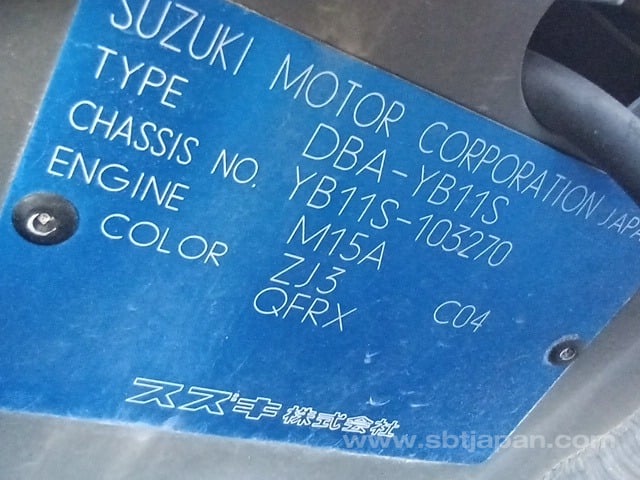 SUZUKI MOTOR CORPORATION JAPA
TYPE DBA-YB11S
CHASSIS NO. YB11S-103270
ENGINE M15A
COLOR ZJ3
QFRX C04
スズキ株式会社
www.sbtjapan.com